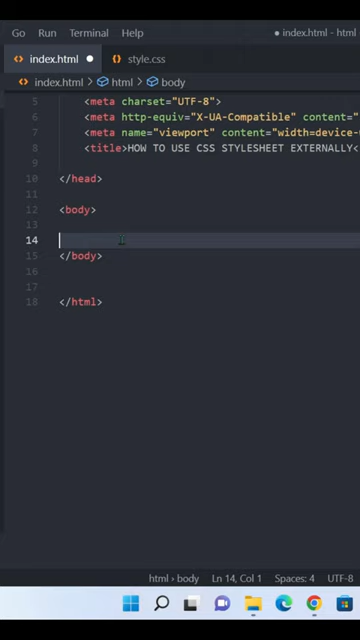 Go Run Terminal Help index.html - html
index.html style.css
index.html html body
5 <meta charset="UTF-8">
6 <meta http-equiv="X-UA-Compatible" content="
7 <meta name="viewport" content="width=device-
8 <title>HOW TO USE CSS STYLESHEET EXTERNALLY<
9
10 </head>
11
12 <body>
13
14
15 </body>
16
17
18 </html>
html › body Ln 14, Col 1 Spaces: 4 UTF-8